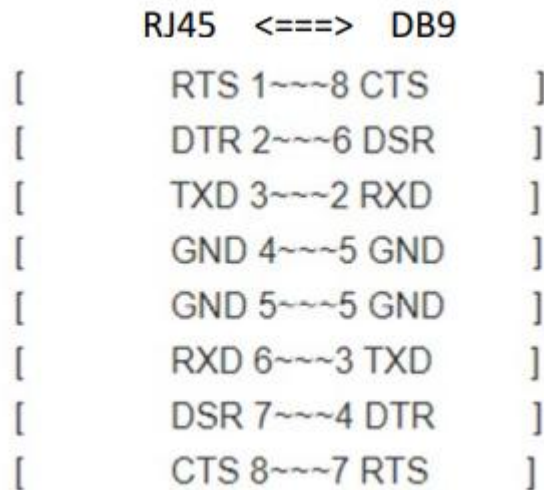 RJ45 <===> DB9
[ RTS 1~~~8 CTS ]
[ DTR 2~~~6 DSR ]
[ TXD 3~~~2 RXD ]
[ GND 4~~~5 GND ]
[ GND 5~~~5 GND ]
[ RXD 6~~~3 TXD ]
[ DSR 7~~~4 DTR ]
[ CTS 8~~~7 RTS ]